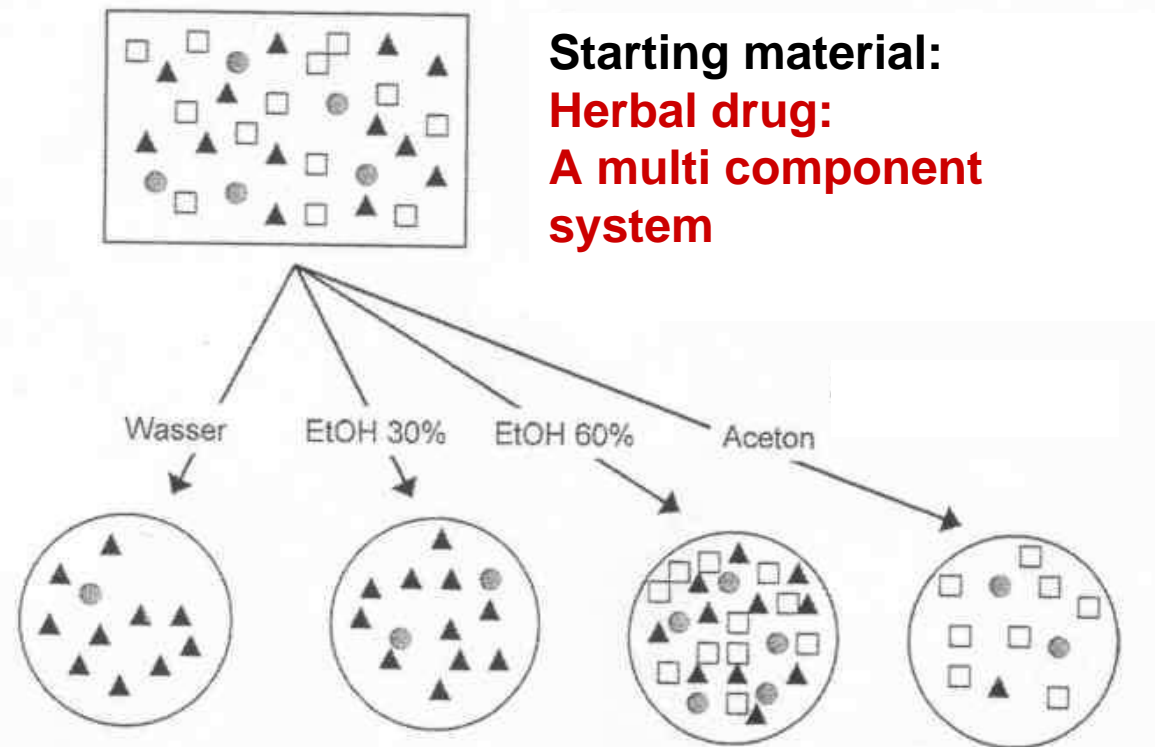 Starting material:
Herbal drug:
A multi component
system
Wasser
EtOH 30%
EtOH 60%
Aceton